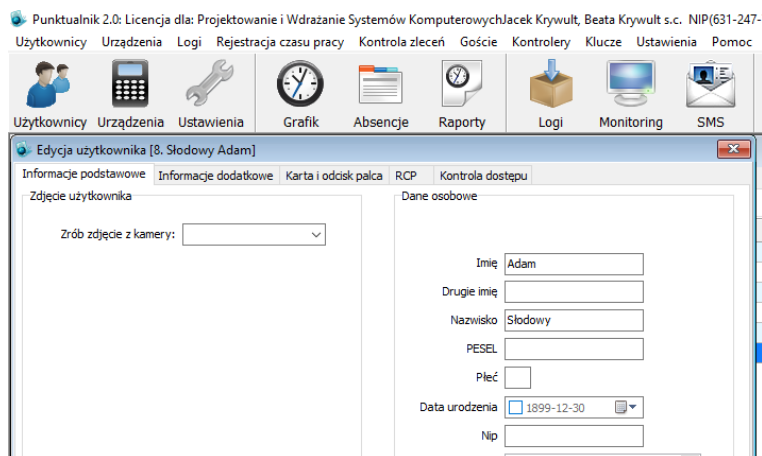 Punktualnik 2.0: Licencja dla: Projektowanie i Wdrażanie Systemów KomputerowychJacek Krywult, Beata Krywult s.c. NIP(631-247-
Użytkownicy Urządzenia Logi Rejestracja czasu pracy Kontrola zleceń Goście Kontrolery Klucze Ustawienia Pomoc
Użytkownicy Urządzenia Ustawienia Grafik Absencje Raporty Logi Monitoring SMS
Edycja użytkownika [8. Słodowy Adam]
Informacje podstawowe Informacje dodatkowe Karta i odcisk palca RCP Kontrola dostępu
Zdjęcie użytkownika Dane osobowe
Zrób zdjęcie z kamery:
Imię Adam
Drugie imię
Nazwisko Słodowy
PESEL
Płeć
Data urodzenia 1899-12-30
Nip